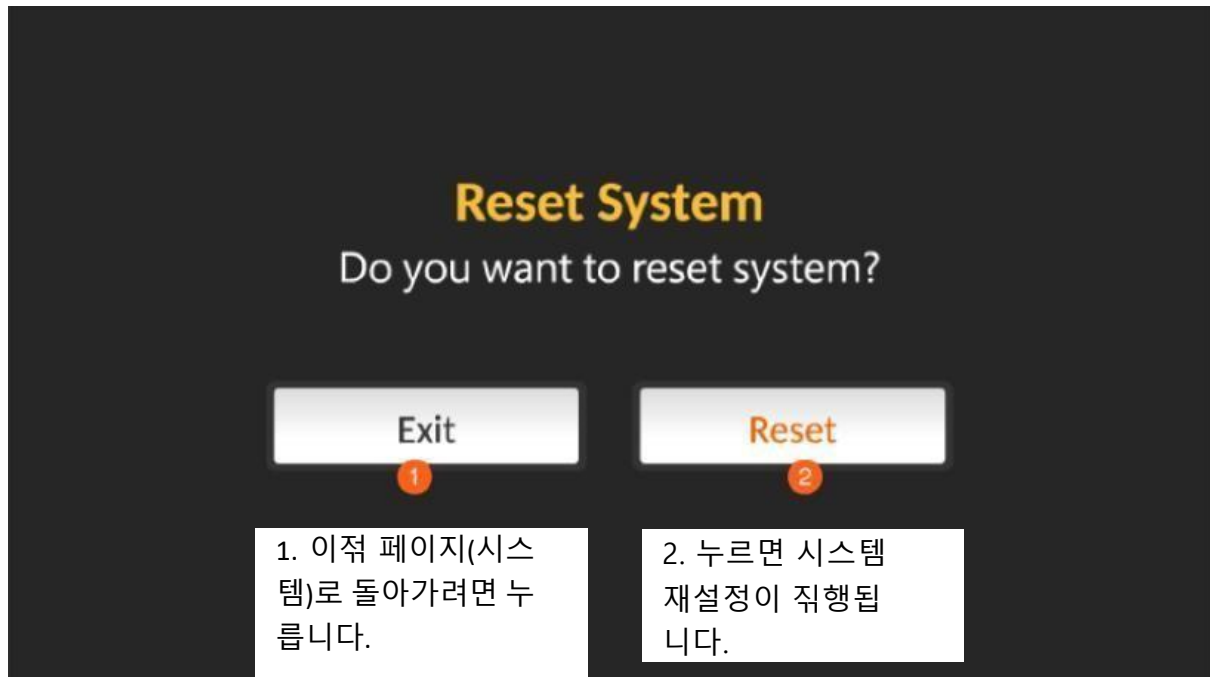 Reset System
Do you want to reset system?
Exit
Reset
1
2
1. 이젂 페이지(시스
템)로 돌아가려면 누
릅니다.
2. 누르면 시스템
재설정이 짂행됩
니다.